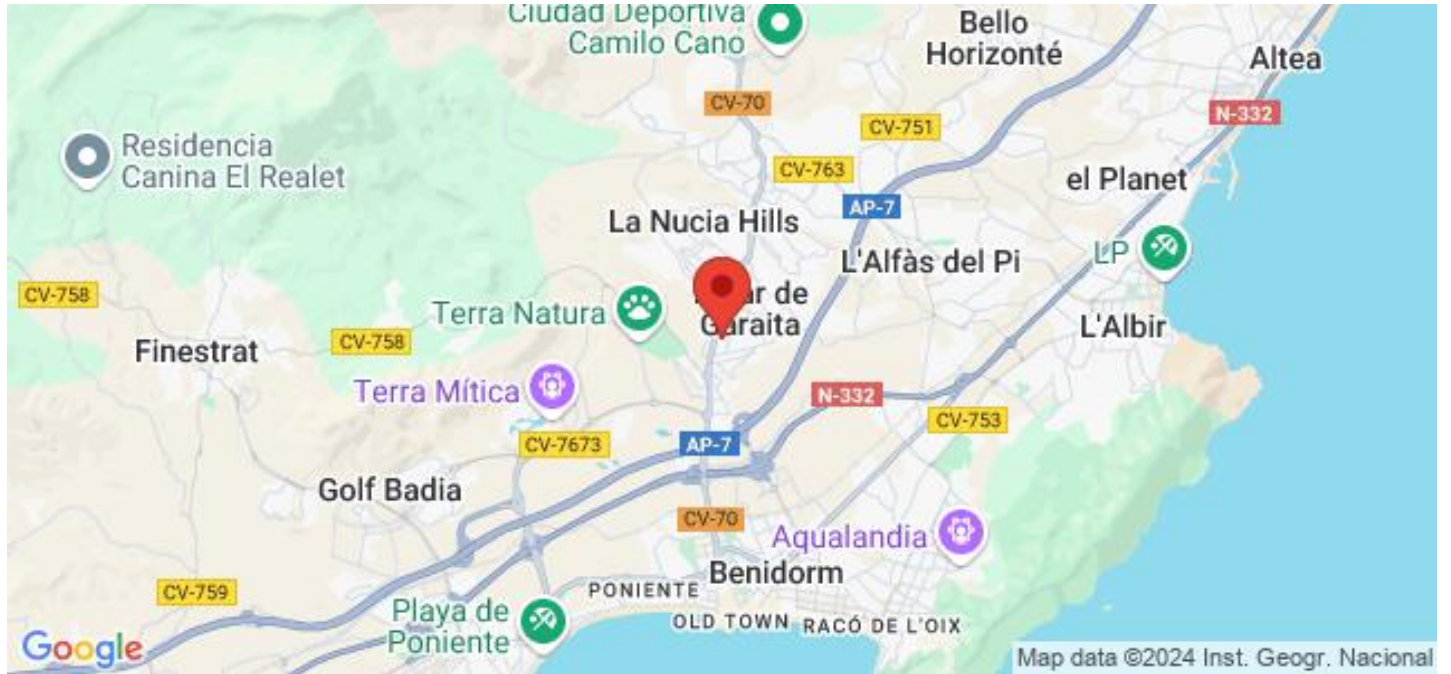 Ciudad Deportiva
Camilo Cano
Bello
Horizonté
Altea
CV-70
N-332
CV-751
Residencia
Canina El Realet
CV-763
el Planet
AP-7
La Nucia Hills
LP
L'Alfàs del Pi
CV-758
Terra Natura
ar de
Garaita
L'Albir
Finestrat
CV-758
Terra Mítica
N-332
CV-753
CV-7673
AP-7
Golf Badia
CV-70
Aqualandia
Benidorm
CV-759
PONIENTE
Playa de
Poniente
OLD TOWN
RACÓ DE L'OIX
Google
Map data ©2024 Inst. Geogr. Nacional